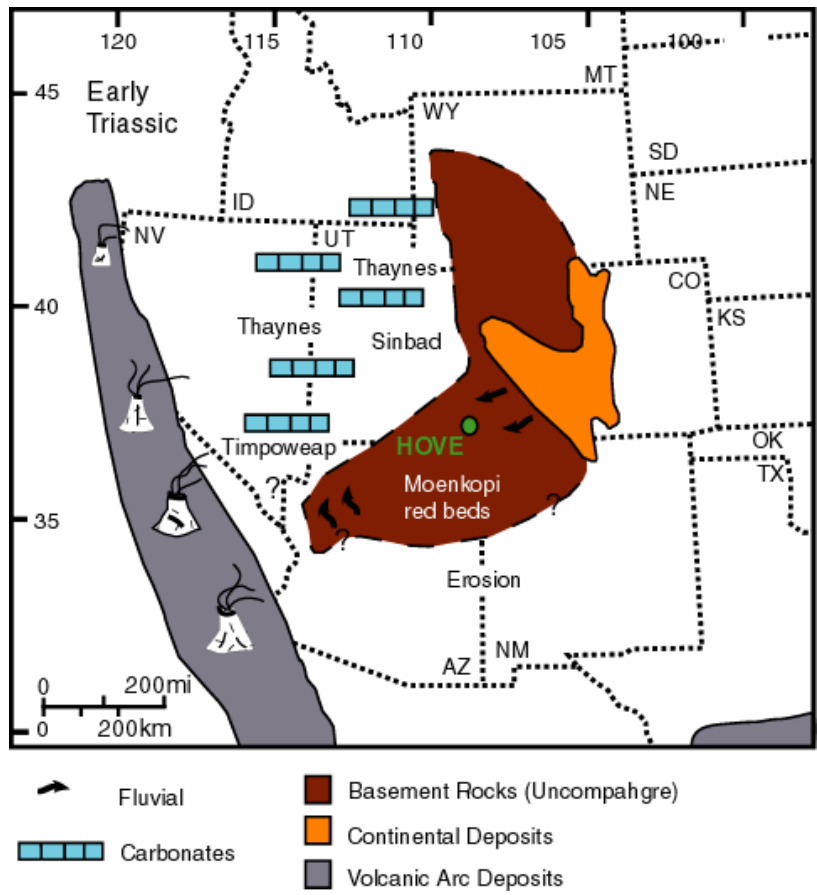 120 115 110 105 100
45
Early
Triassic
MT
WY
SD
NE
ID
NV
UT
Thaynes
CO
40
KS
Thaynes
Sinbad
HOVE
Timpoweap
OK
TX
?
Moenkopi
red beds
?
35
?
Erosion
NM
AZ
0 200mi
0 200km
Fluvial
Basement Rocks (Uncompahgre)
Continental Deposits
Carbonates
Volcanic Arc Deposits